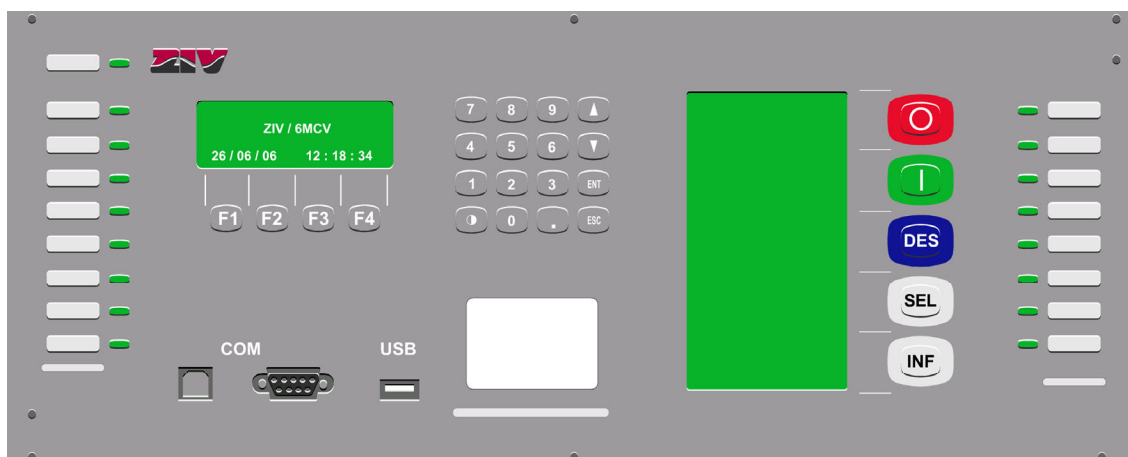 ZIV
ZIV / 6MCV
26 / 06 / 06 12 : 18 : 34
F1 F2 F3 F4
7 8 9
4 5 6
1 2 3 ENT
0 . ESC
COM USB
O
I
DES
SEL
INF